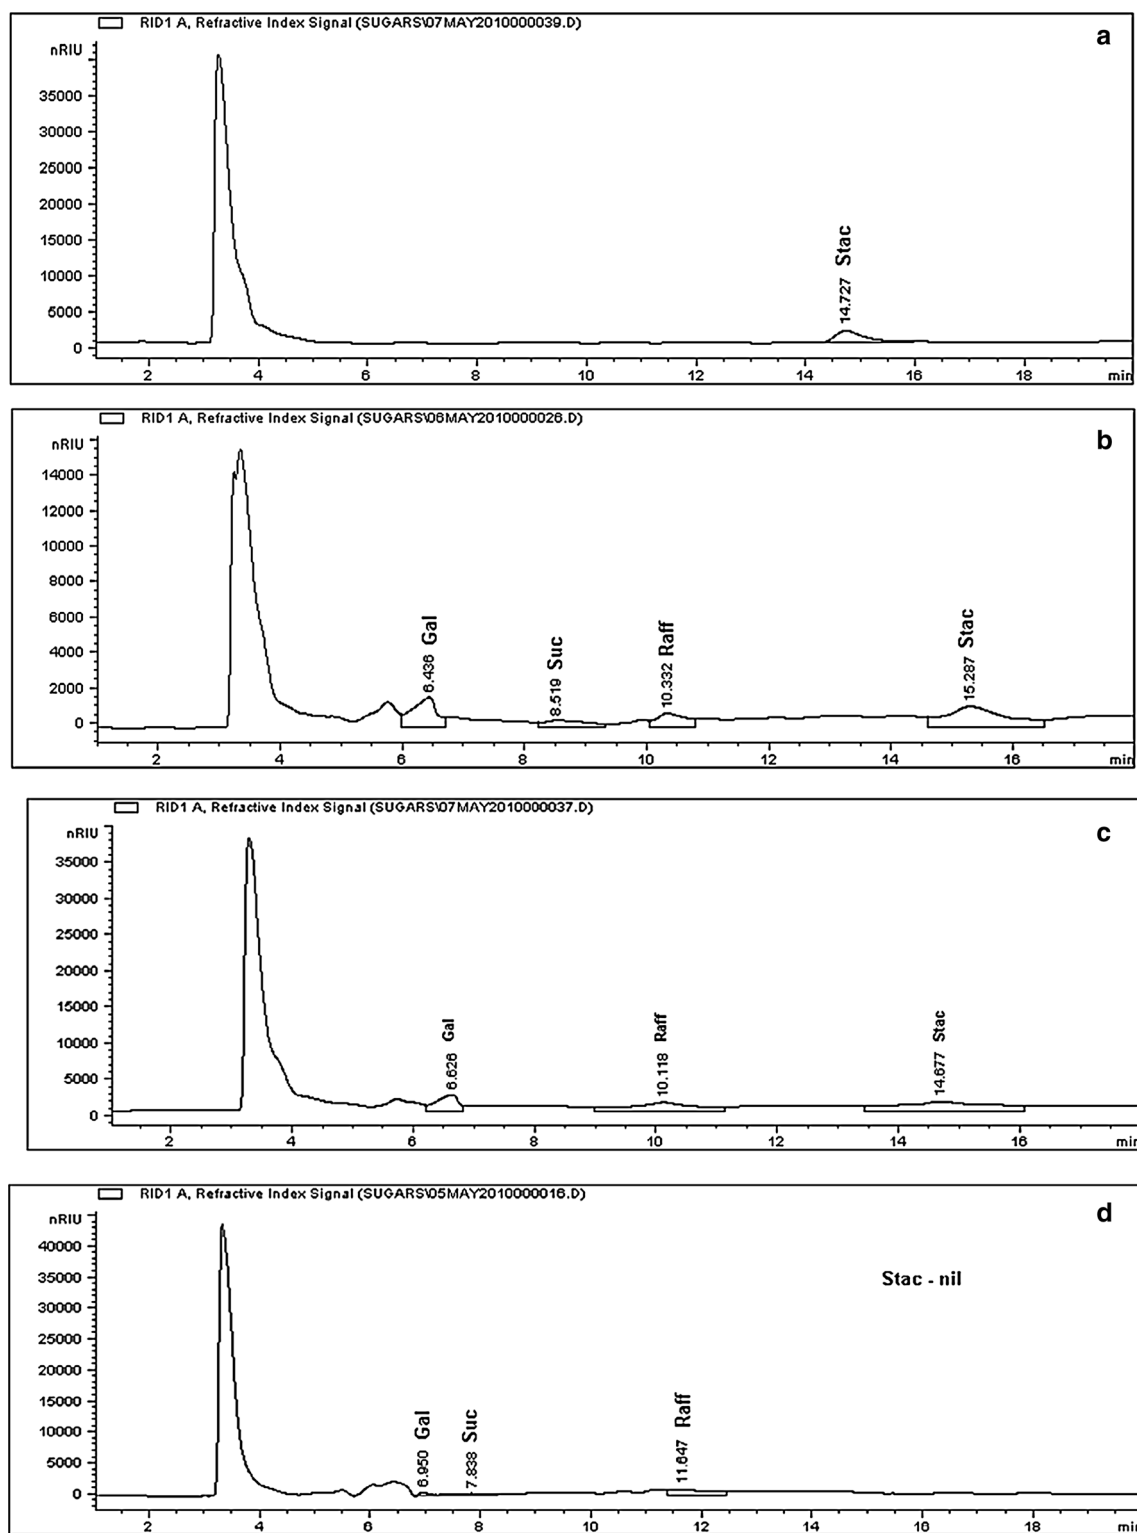 RID1 A, Refractive Index Signal (SUGARS\07MAY2010000039.D)
a
nRIU
35000
30000
25000
20000
15000
10000
5000
0
14.727 Stac
2 4 6 8 10 12 14 16 18 min
RID1 A, Refractive Index Signal (SUGARS\06MAY2010000026.D)
b
nRIU
14000
12000
10000
8000
6000
4000
2000
0
6.436 Gal
8.519 Suc
10.332 Raff
15.287 Stac
2 4 6 8 10 12 14 16 min
RID1 A, Refractive Index Signal (SUGARS\07MAY2010000037.D)
c
nRIU
35000
30000
25000
20000
15000
10000
5000
0
6.626 Gal
10.118 Raff
14.677 Stac
2 4 6 8 10 12 14 16 min
RID1 A, Refractive Index Signal (SUGARS\05MAY2010000016.D)
d
nRIU
40000
35000
30000
25000
20000
15000
10000
5000
0
Stac - nil
6.950 Gal
7.838 Suc
11.647 Raff
2 4 6 8 10 12 14 16 18 min